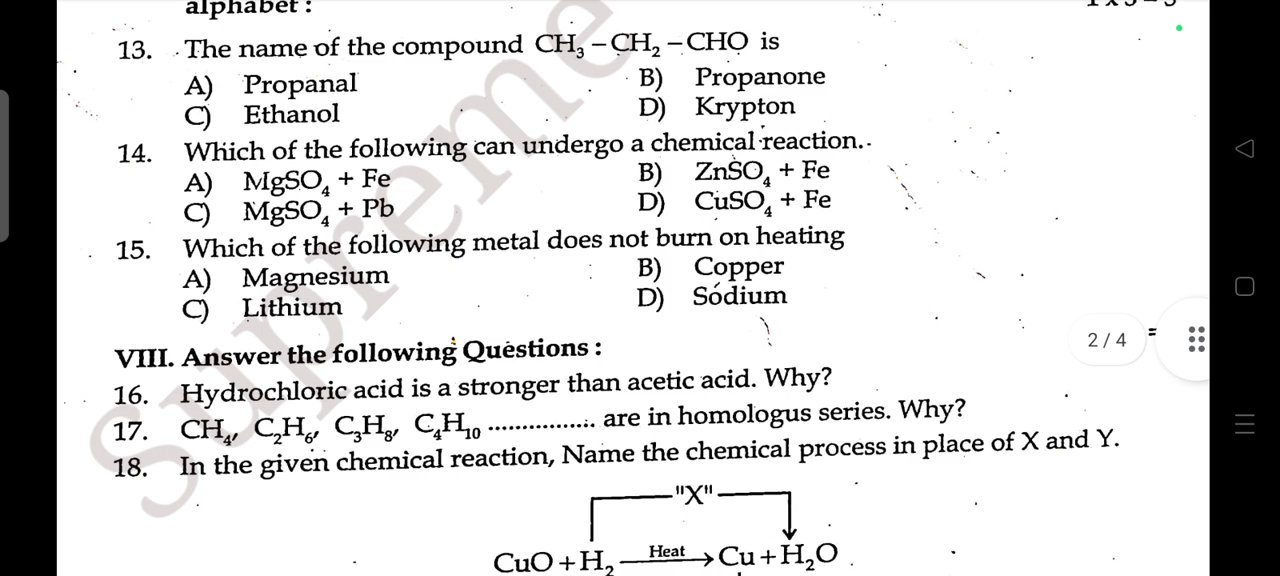 alphabet :
13. The name of the compound CH₃ – CH₂ – CHO is
A) Propanal B) Propanone
C) Ethanol D) Krypton
14. Which of the following can undergo a chemical reaction..
A) MgSO₄ + Fe B) ZnSO₄ + Fe
C) MgSO₄ + Pb D) CuSO₄ + Fe
15. Which of the following metal does not burn on heating
A) Magnesium B) Copper
C) Lithium D) Sodium
VIII. Answer the following Questions :
2/4 =
16. Hydrochloric acid is a stronger than acetic acid. Why?
17. CH₄, C₂H₆, C₃H₈, C₄H₁₀ ................ are in homologus series. Why?
18. In the given chemical reaction, Name the chemical process in place of X and Y.
"X"
CuO + H₂ Heat → Cu + H₂O
Supreme